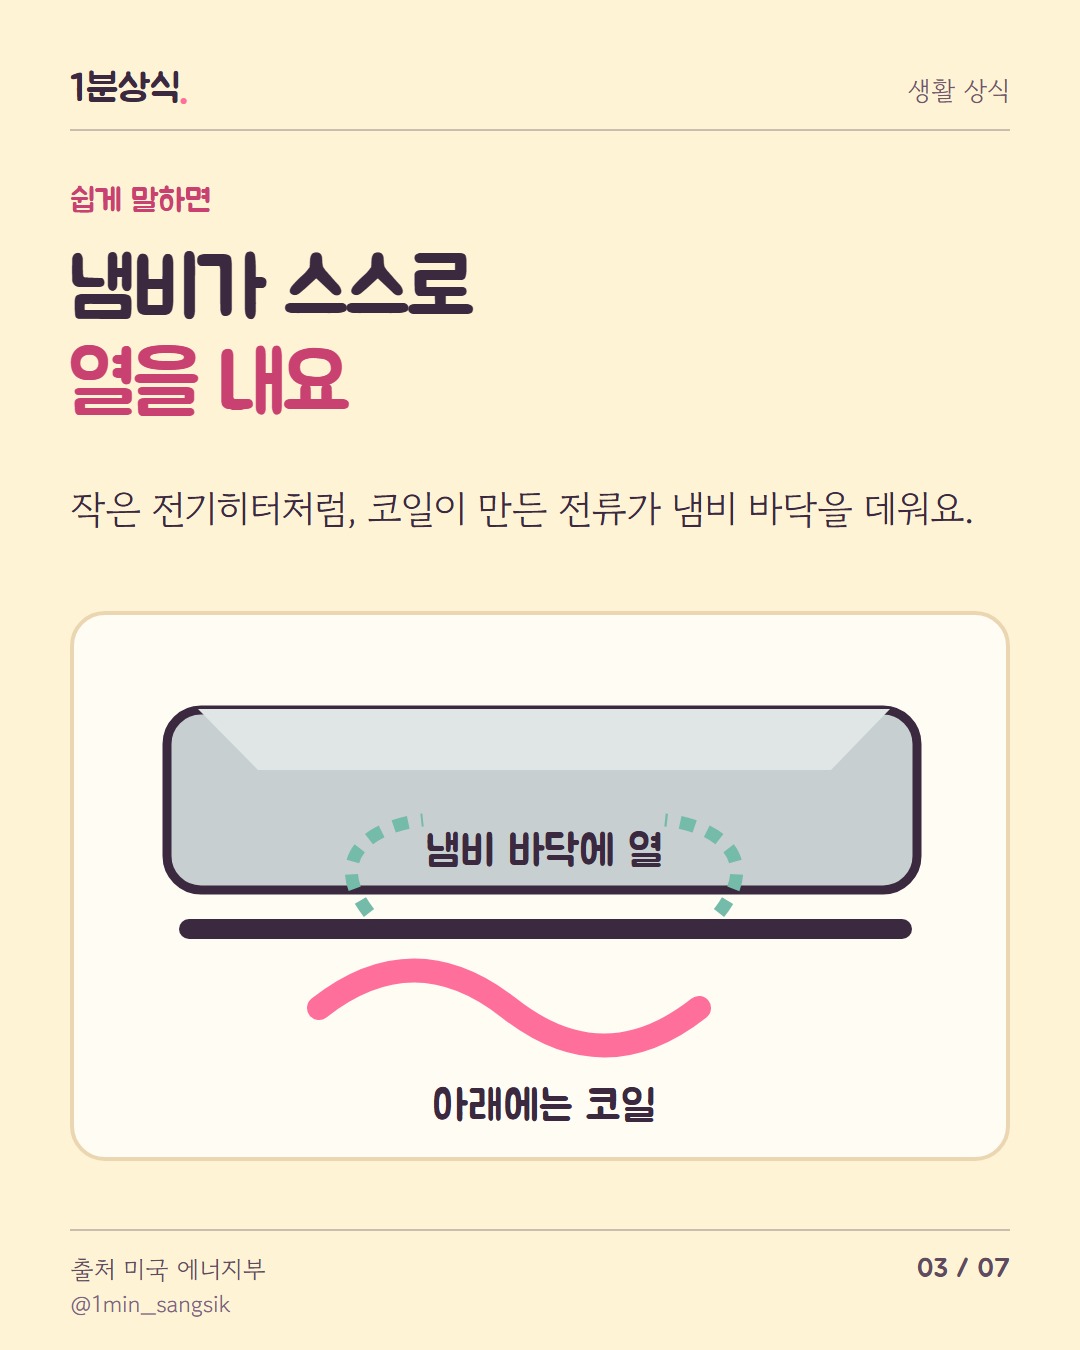 1분상식.
생활 상식
쉽게 말하면
냄비가 스스로
열을 내요
작은 전기히터처럼, 코일이 만든 전류가 냄비 바닥을 데워요.
냄비 바닥에 열
아래에는 코일
출처 미국 에너지부
03 / 07
@1min_sangsik